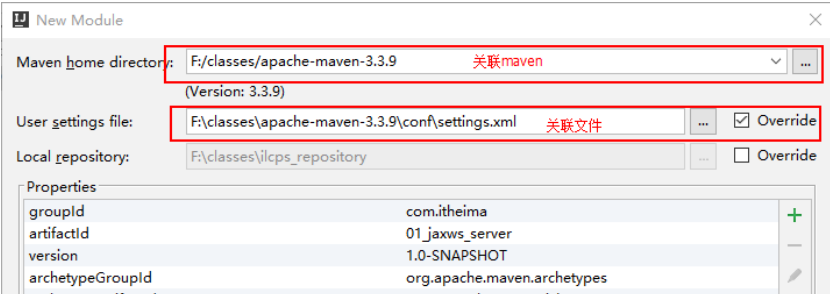 New Module
Maven home directory: F:/classes/apache-maven-3.3.9 关联maven ...
(Version: 3.3.9)
User settings file: F:\classes\apache-maven-3.3.9\conf\settings.xml 关联文件 ... Override
Local repository: F:\classes\ilcps_repository ... Override
Properties
groupId com.itheima
artifactId 01_jaxws_server
version 1.0-SNAPSHOT
archetypeGroupId org.apache.maven.archetypes